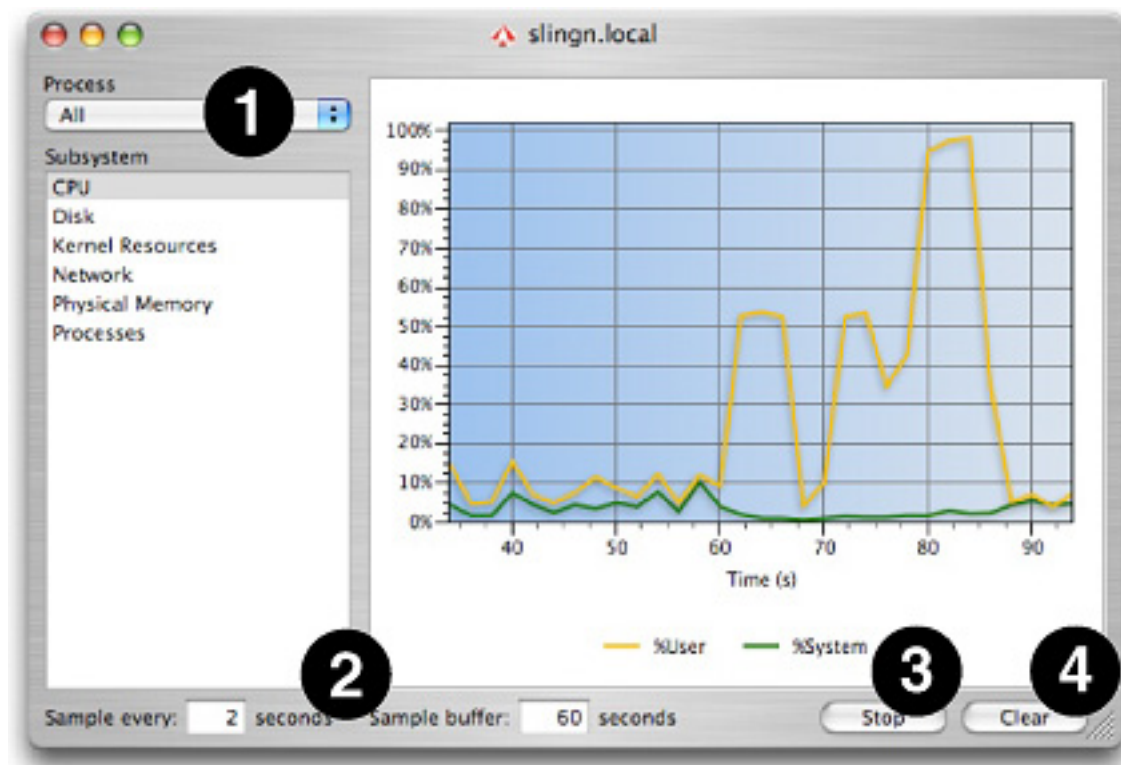 slingn.local
Process
All
1
Subsystem
CPU
Disk
Kernel Resources
Network
Physical Memory
Processes
100%
90%
80%
70%
60%
50%
40%
30%
20%
10%
0%
40 50 60 70 80 90
Time (s)
%User %System
2
3
4
Sample every: 2 seconds Sample buffer: 60 seconds Stop Clear